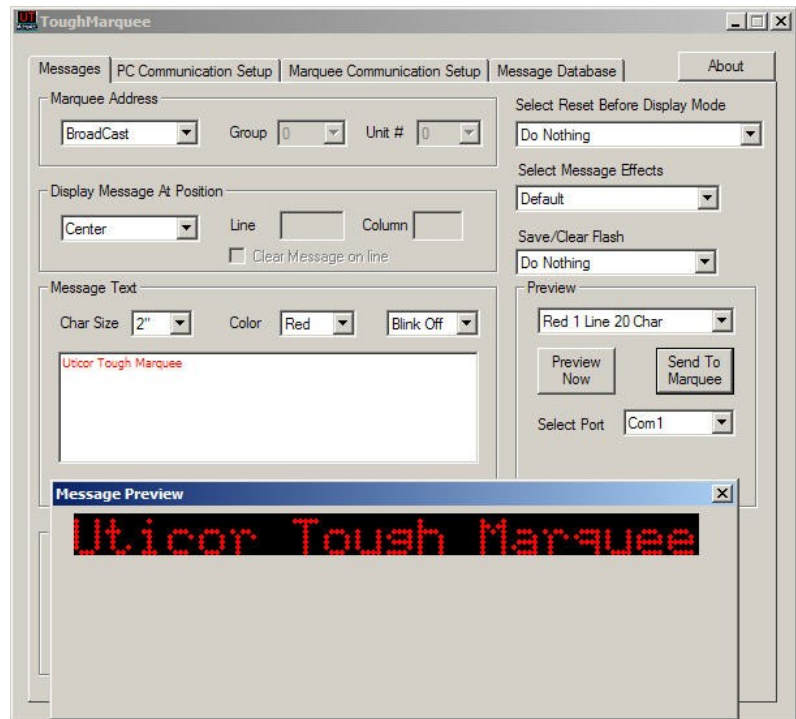 ToughMarquee
Messages PC Communication Setup Marquee Communication Setup Message Database About
Marquee Address
BroadCast Group 0 Unit # 0
Select Reset Before Display Mode
Do Nothing
Select Message Effects
Default
Display Message At Position
Center Line Column
Clear Message on line
Save/Clear Flash
Do Nothing
Message Text
Char Size 2" Color Red Blink Off
Uticor Tough Marquee
Preview
Red 1 Line 20 Char
Preview Now
Send To Marquee
Select Port Com1
Message Preview
Uticor Tough Marquee